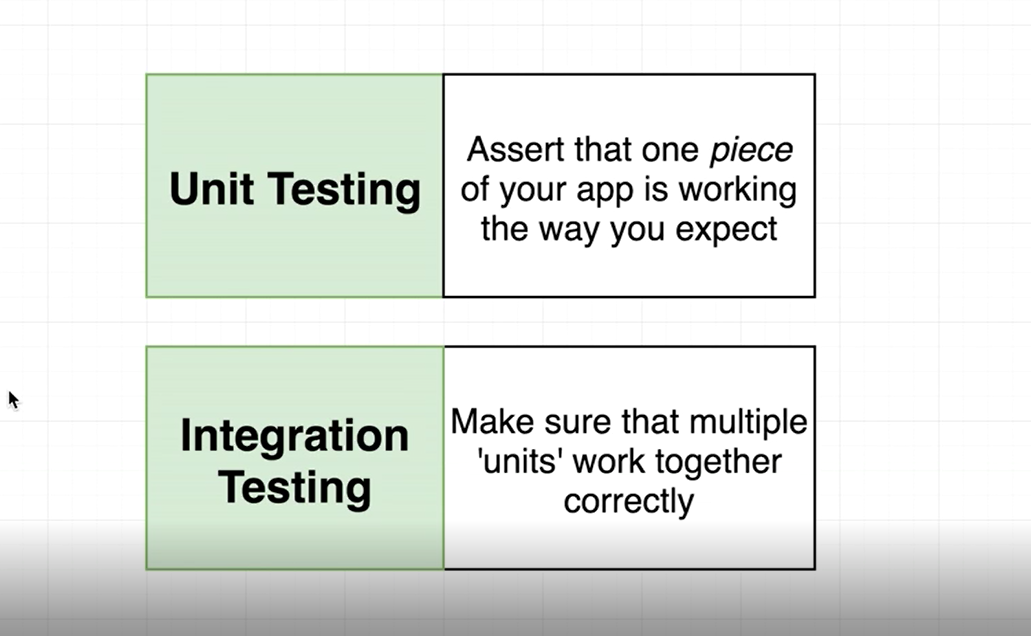 Unit Testing
Assert that one piece
of your app is working
the way you expect
Integration
Testing
Make sure that multiple
'units' work together
correctly